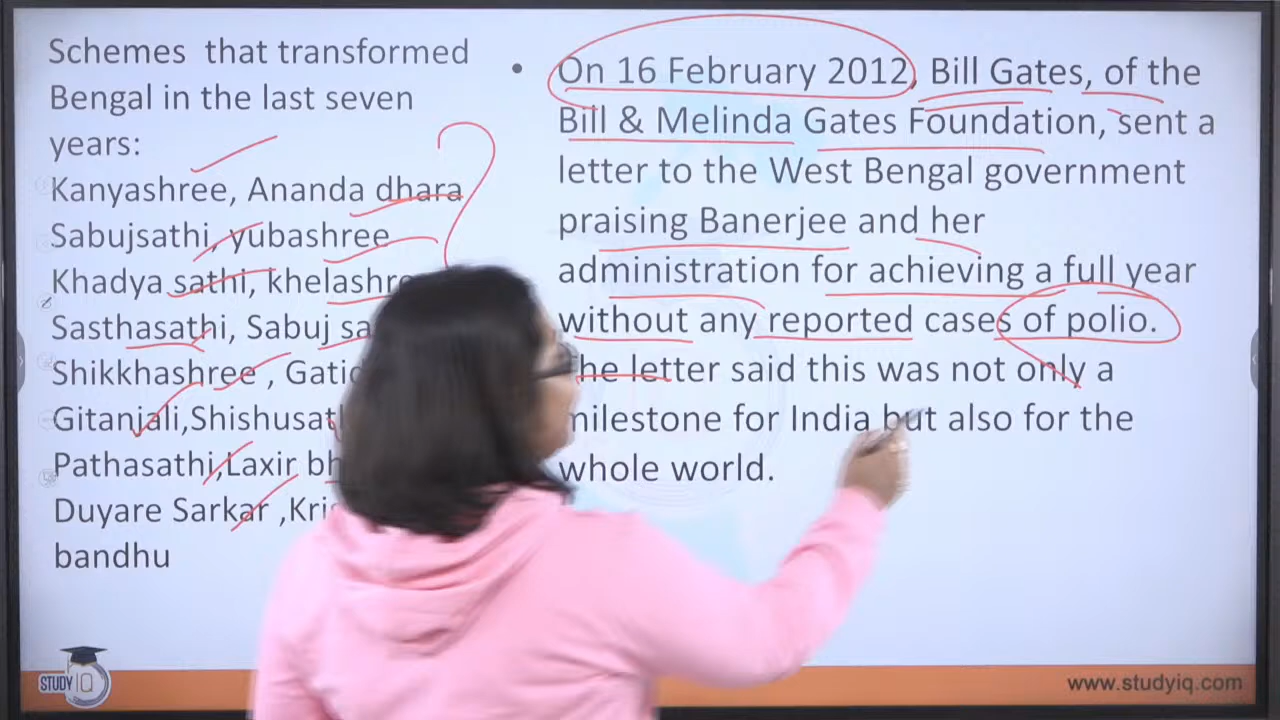 Schemes that transformed
Bengal in the last seven
years:
Kanyashree, Ananda dhara
Sabujsathi, yubashree
Khadya sathi, khelashre
Sasthasathi, Sabuj sa
Shikkhashree , Gatid
Gitanjali,Shishusat
Pathasathi,Laxir bh
Duyare Sarkar ,Kris
bandhu
• On 16 February 2012, Bill Gates, of the
Bill & Melinda Gates Foundation, sent a
letter to the West Bengal government
praising Banerjee and her
administration for achieving a full year
without any reported cases of polio.
The letter said this was not only a
milestone for India but also for the
whole world.
STUDY IQ
www.studyiq.com